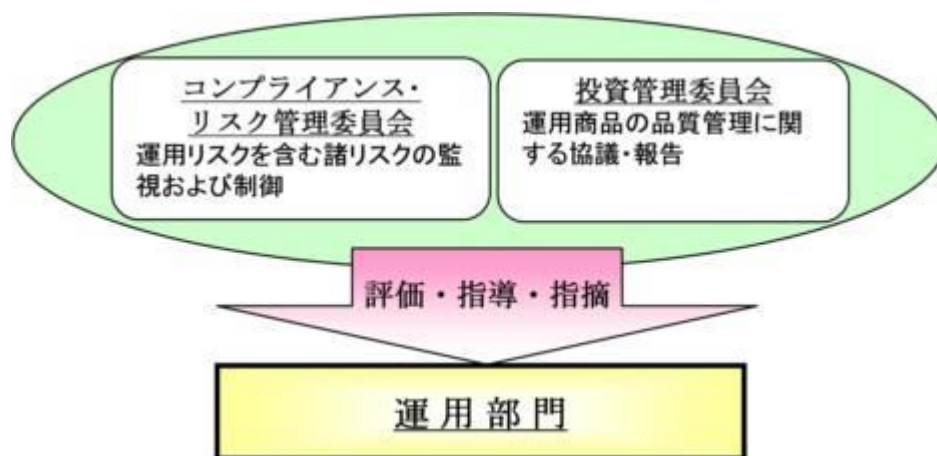 コンプライアンス・
リスク管理委員会
運用リスクを含む諸リスクの監
視および制御
投資管理委員会
運用商品の品質管理に関
する協議・報告
評価・指導・指摘
運用部門